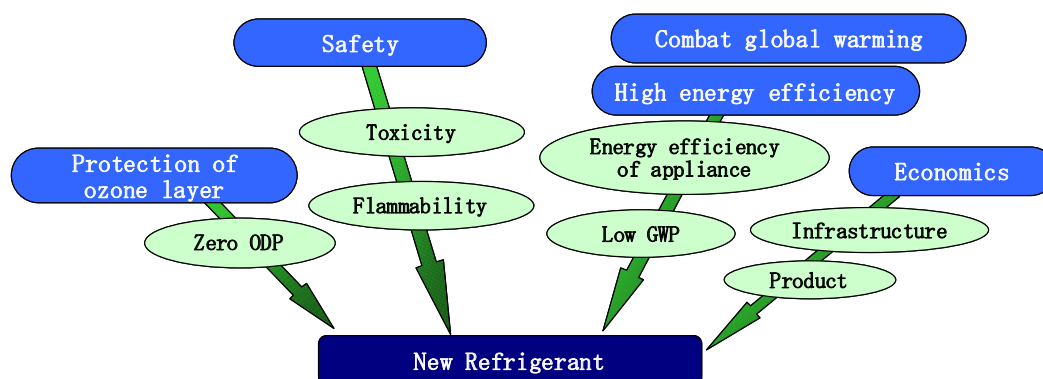 Safety
Combat global warming
High energy efficiency
Toxicity
Energy efficiency
of appliance
Protection of
ozone layer
Economics
Flammability
Zero ODP
Low GWP
Infrastructure
Product
New Refrigerant